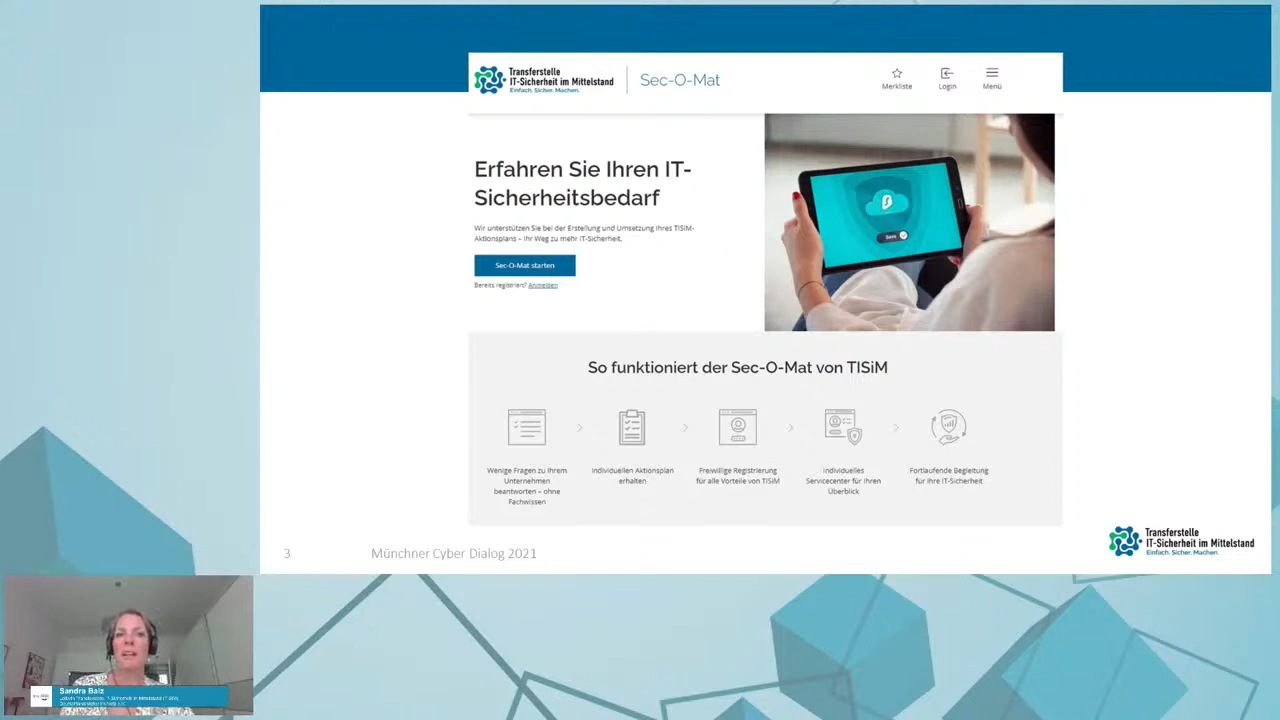 Transferstelle
IT-Sicherheit im Mittelstand
Einfach. Sicher. Machen.
Sec-O-Mat
Merkliste
Login
Menü
Erfahren Sie Ihren IT-
Sicherheitsbedarf
Wir unterstützen Sie bei der Erstellung und Umsetzung Ihres TISiM-
Aktionsplans – Ihr Weg zu mehr IT-Sicherheit.
Sec-O-Mat starten
Bereits registriert? Anmelden
Save
So funktioniert der Sec-O-Mat von TISiM
Wenige Fragen zu Ihrem
Unternehmen
beantworten – ohne
Fachwissen
Individuellen Aktionsplan
erhalten
Freiwillige Registrierung
für alle Vorteile von TISiM
Individuelles
Servicecenter für Ihren
Überblick
Fortlaufende Begleitung
für Ihre IT-Sicherheit
3
Münchner Cyber Dialog 2021
Transferstelle
IT-Sicherheit im Mittelstand
Einfach. Sicher. Machen.
Sandra Balz